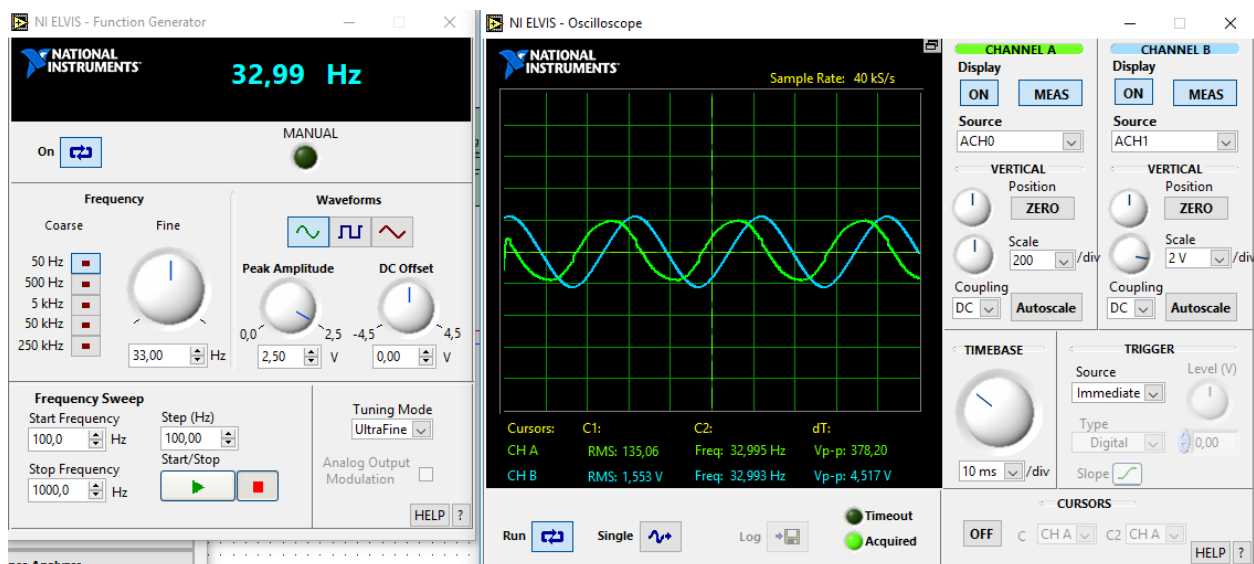 NI ELVIS - Function Generator
NATIONAL
INSTRUMENTS
32,99 Hz
MANUAL
On
Frequency
Coarse
Fine
50 Hz
500 Hz
5 kHz
50 kHz
250 kHz
33,00 Hz
Waveforms
Peak Amplitude
DC Offset
0,0
2,5
-4,5
4,5
2,50 V
0,00 V
Frequency Sweep
Start Frequency
Step (Hz)
100,0 Hz
100,00
Stop Frequency
Start/Stop
1000,0 Hz
Tuning Mode
UltraFine
Analog Output
Modulation
HELP ?
NI ELVIS - Oscilloscope
NATIONAL
INSTRUMENTS
Sample Rate: 40 kS/s
Cursors: C1: C2: dT:
CH A RMS: 135,06 Freq: 32,995 Hz Vp-p: 378,20
CH B RMS: 1,553 V Freq: 32,993 Hz Vp-p: 4,517 V
Run
Single
Log
Timeout
Acquired
CHANNEL A
Display
ON MEAS
Source
ACH0
VERTICAL
Position
ZERO
Scale
200 /div
Coupling
DC Autoscale
CHANNEL B
Display
ON MEAS
Source
ACH1
VERTICAL
Position
ZERO
Scale
2 V /div
Coupling
DC Autoscale
TIMEBASE
10 ms /div
TRIGGER
Source
Level (V)
Immediate
Type
Digital
0,00
Slope
CURSORS
OFF C CH A C2 CH A
HELP ?